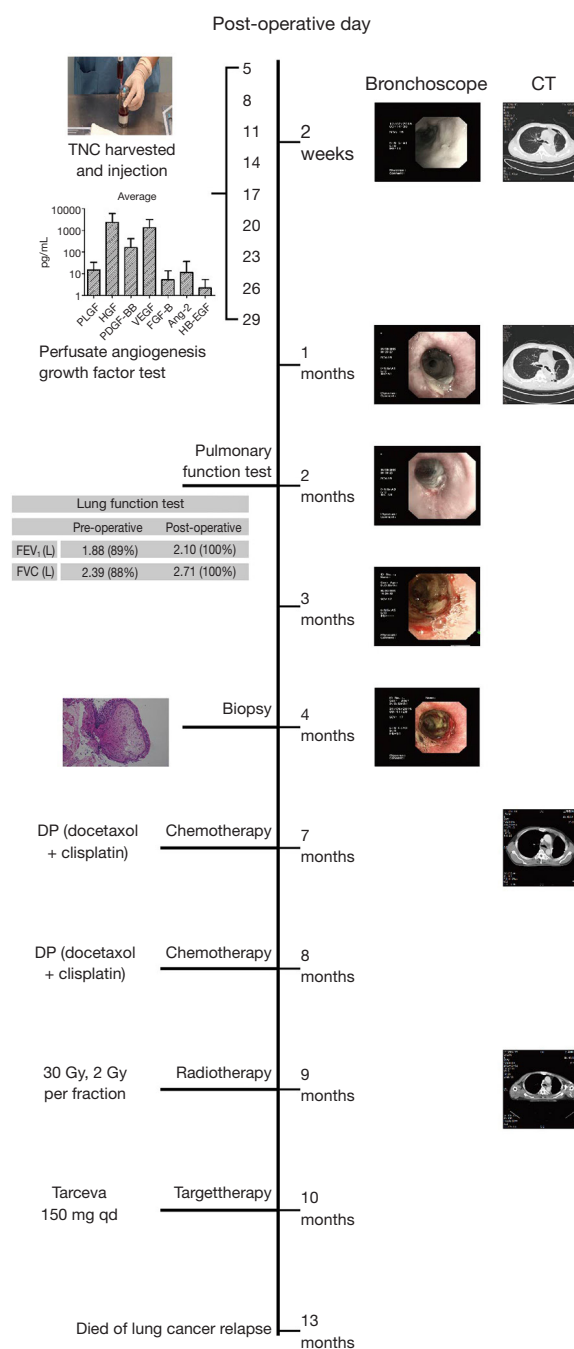 Post-operative day
Bronchoscope
CT
5
8
11
14
17
20
23
26
29
2
weeks
TNC harvested
and injection
Average
pg/mL
10000
1000
100
10
1
PLGF
HGF
PDGF-BB
VEGF
FGF-B
Ang-2
HB-EGF
Perfusate angiogenesis
growth factor test
1
months
Pulmonary
function test
2
months
Lung function test
Pre-operative Post-operative
FEV₁ (L) 1.88 (89%) 2.10 (100%)
FVC (L) 2.39 (88%) 2.71 (100%)
3
months
Biopsy
4
months
DP (docetaxol
+ clisplatin)
Chemotherapy
7
months
DP (docetaxol
+ clisplatin)
Chemotherapy
8
months
30 Gy, 2 Gy
per fraction
Radiotherapy
9
months
Tarceva
150 mg qd
Targettherapy
10
months
Died of lung cancer relapse
13
months